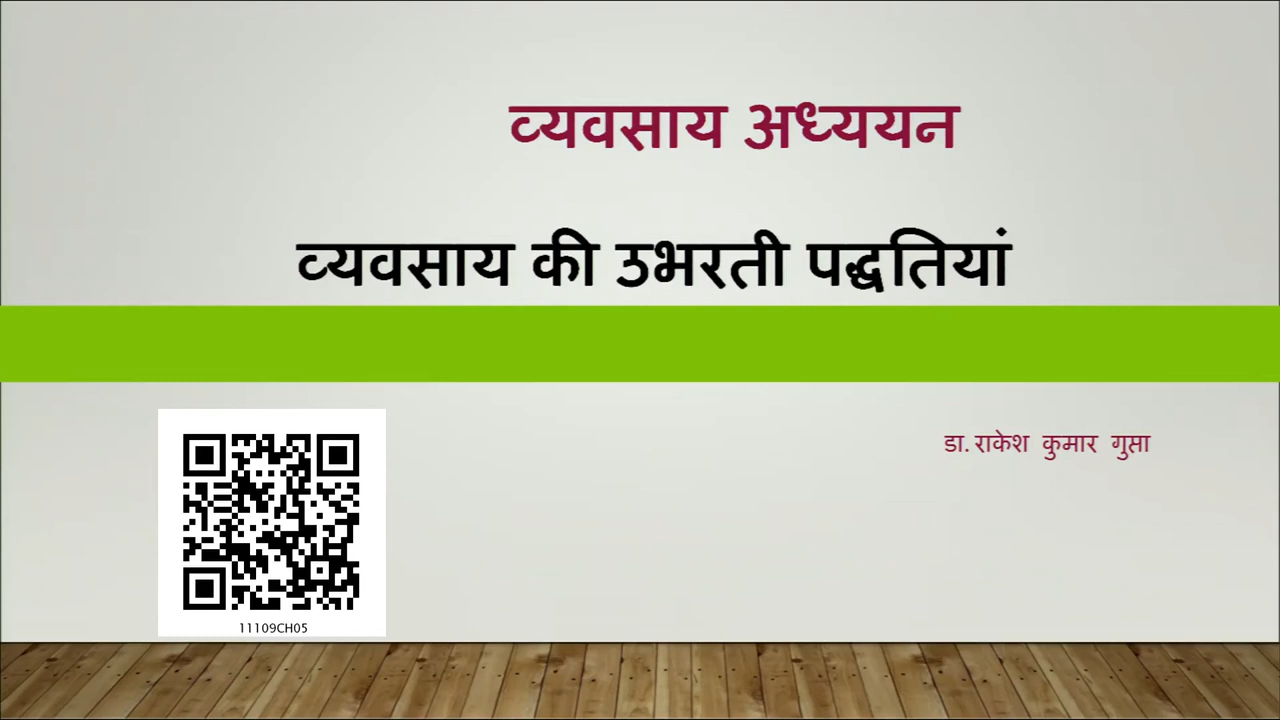 व्यवसाय अध्ययन
व्यवसाय की उभरती पद्धतियां
डा. राकेश कुमार गुप्ता
11109CH05